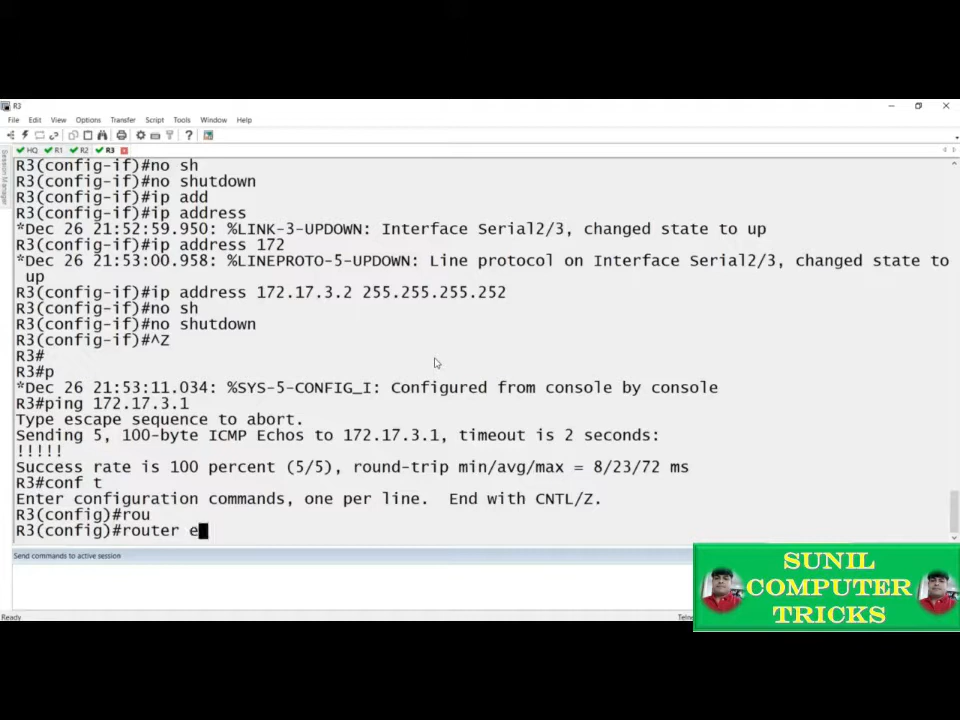 R3
File Edit View Options Transfer Script Tools Window Help
HQ R1 R2 R3
Session Manager
R3(config-if)#no sh
R3(config-if)#no shutdown
R3(config-if)#ip add
R3(config-if)#ip address
*Dec 26 21:52:59.950: %LINK-3-UPDOWN: Interface Serial2/3, changed state to up
R3(config-if)#ip address 172
*Dec 26 21:53:00.958: %LINEPROTO-5-UPDOWN: Line protocol on Interface Serial2/3, changed state to
up
R3(config-if)#ip address 172.17.3.2 255.255.255.252
R3(config-if)#no sh
R3(config-if)#no shutdown
R3(config-if)#^Z
R3#
R3#p
*Dec 26 21:53:11.034: %SYS-5-CONFIG_I: Configured from console by console
R3#ping 172.17.3.1
Type escape sequence to abort.
Sending 5, 100-byte ICMP Echos to 172.17.3.1, timeout is 2 seconds:
!!!!!
Success rate is 100 percent (5/5), round-trip min/avg/max = 8/23/72 ms
R3#conf t
Enter configuration commands, one per line.  End with CNTL/Z.
R3(config)#rou
R3(config)#router e
Send commands to active session
Ready
SUNIL
COMPUTER
TRICKS